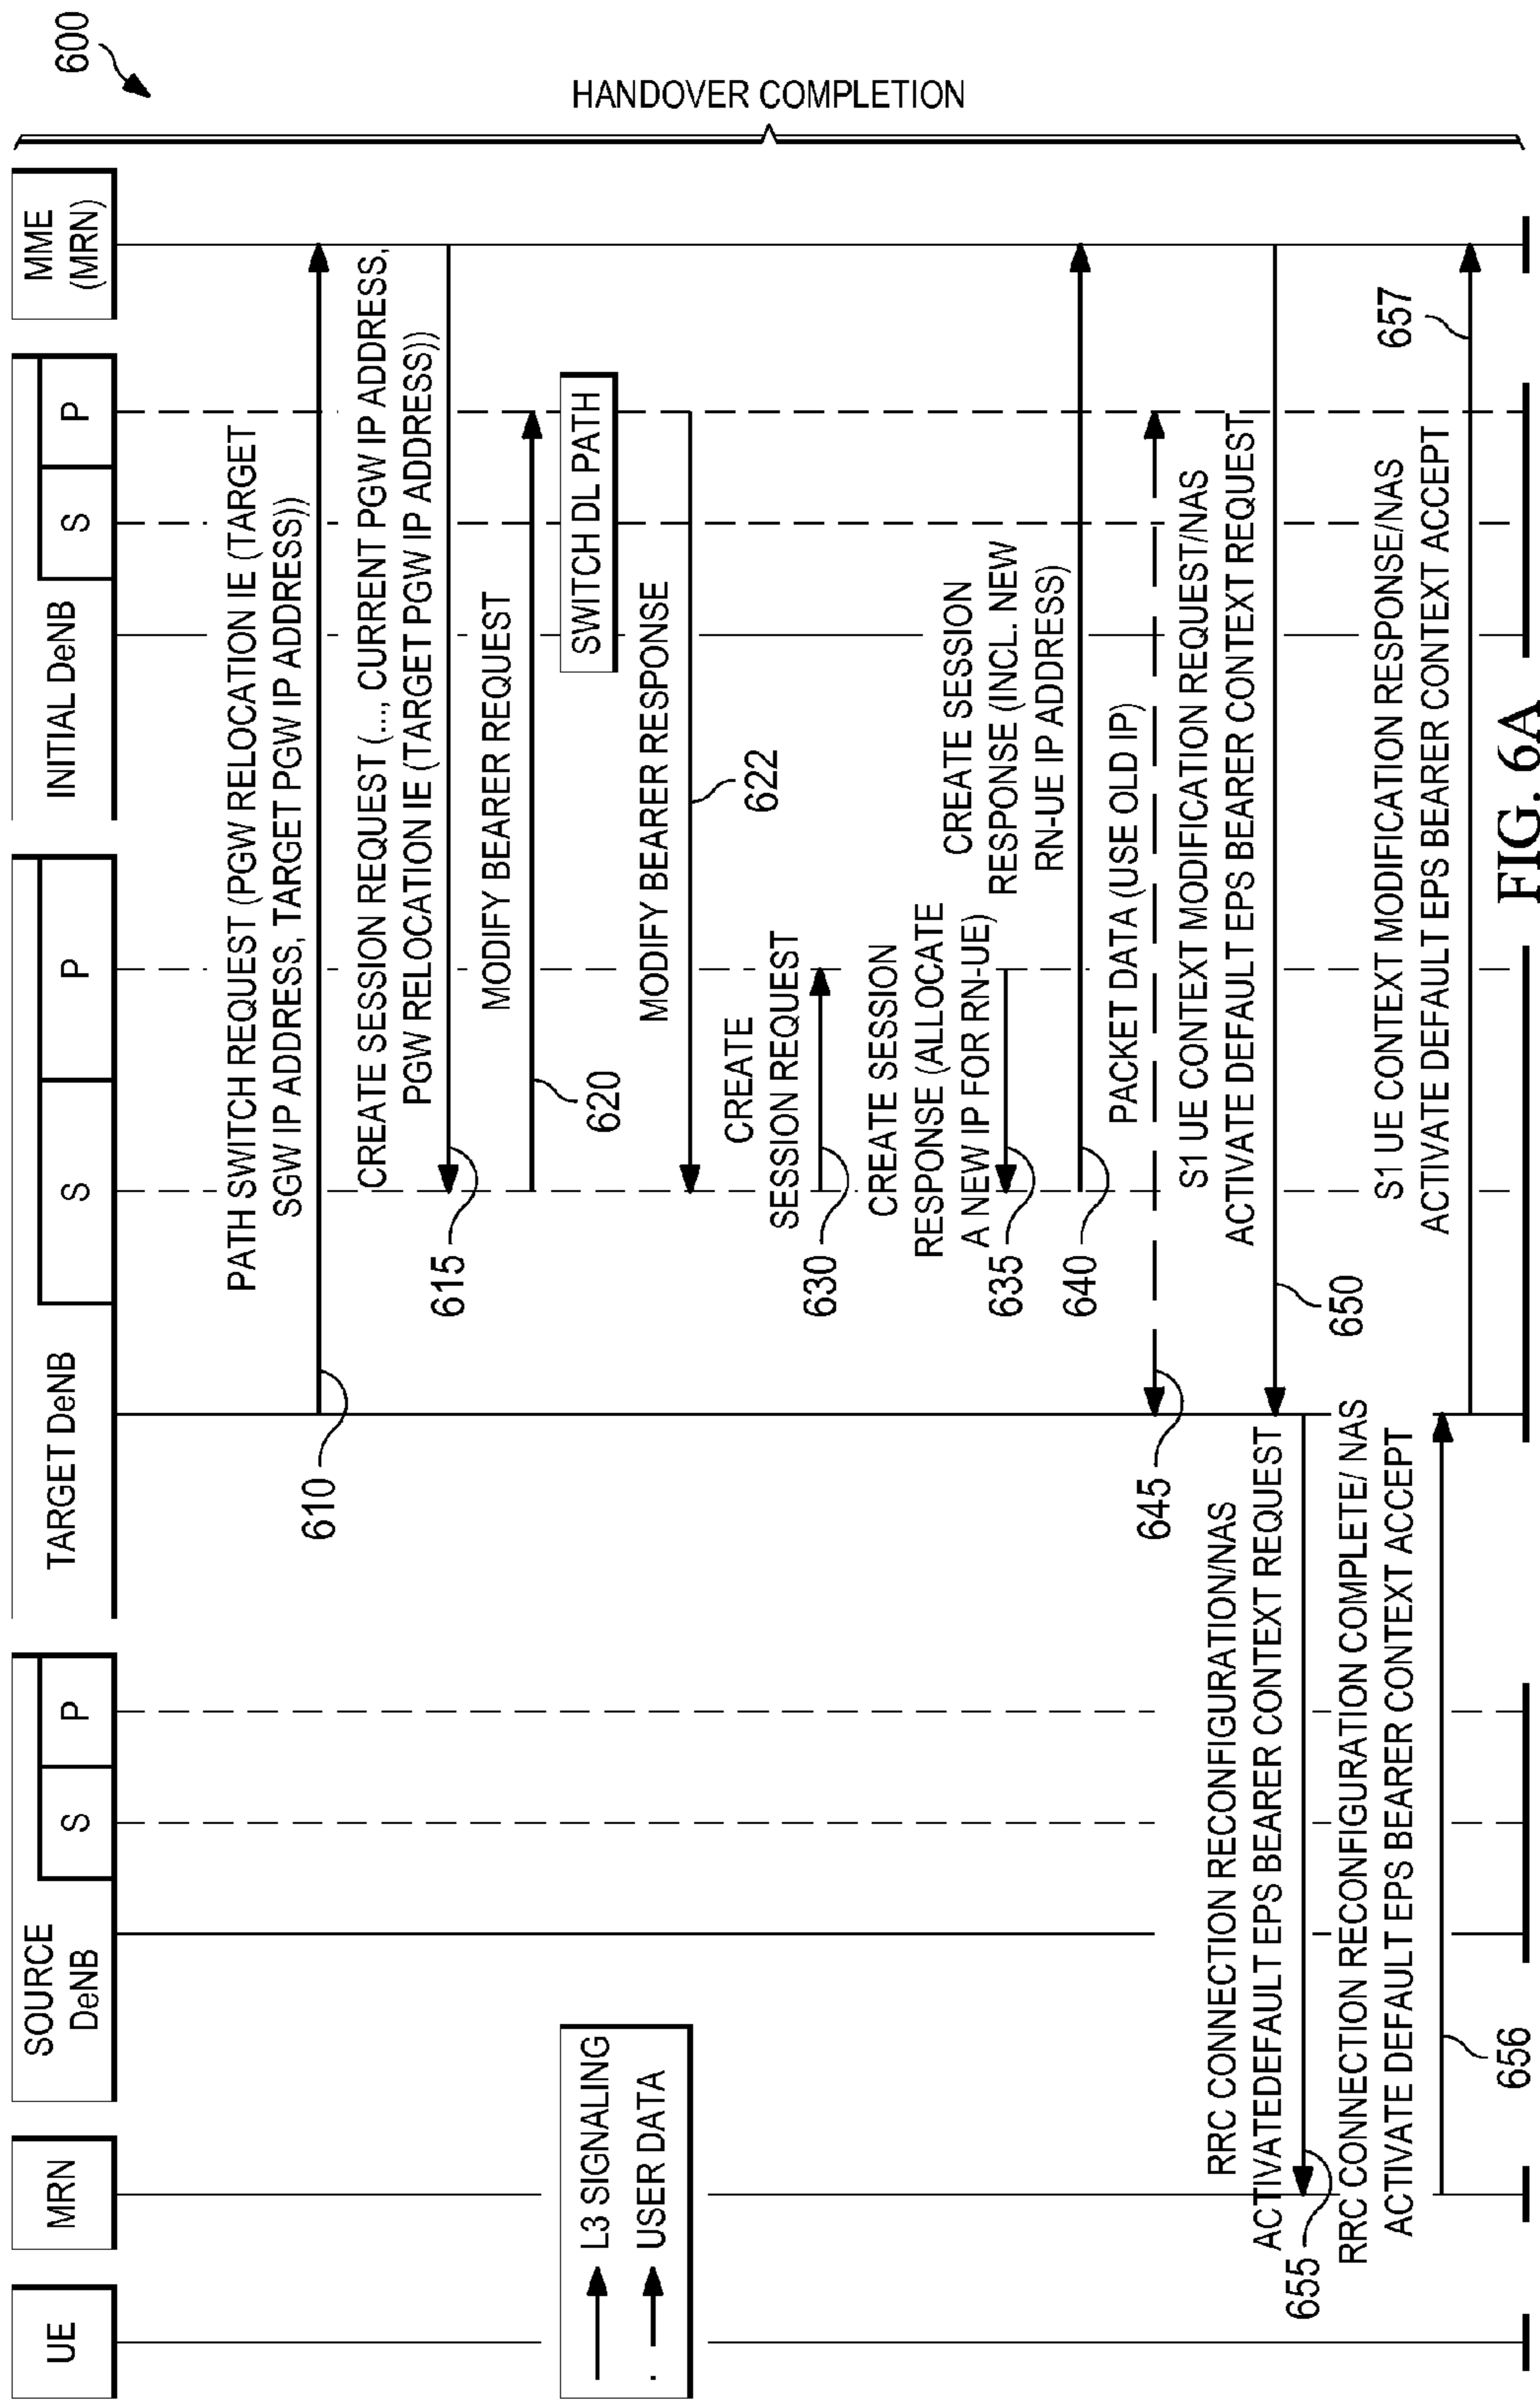 600
HANDOVER COMPLETION
UE
MRN
SOURCE
DeNB
S
P
TARGET DeNB
S
P
INITIAL DeNB
S
P
MME
(MRN)
PATH SWITCH REQUEST (PGW RELOCATION IE (TARGET
SGW IP ADDRESS, TARGET PGW IP ADDRESS))
610
CREATE SESSION REQUEST (..., CURRENT PGW IP ADDRESS,
PGW RELOCATION IE (TARGET PGW IP ADDRESS))
615
MODIFY BEARER REQUEST
620
SWITCH DL PATH
MODIFY BEARER RESPONSE
622
L3 SIGNALING
USER DATA
CREATE
SESSION REQUEST
630
CREATE SESSION
RESPONSE (ALLOCATE
A NEW IP FOR RN-UE)
635
CREATE SESSION
RESPONSE (INCL. NEW
RN-UE IP ADDRESS)
640
PACKET DATA (USE OLD IP)
645
S1 UE CONTEXT MODIFICATION REQUEST/NAS
ACTIVATE DEFAULT EPS BEARER CONTEXT REQUEST
650
RRC CONNECTION RECONFIGURATION/NAS
ACTIVATEDEFAULT EPS BEARER CONTEXT REQUEST
655
RRC CONNECTION RECONFIGURATION COMPLETE/ NAS
ACTIVATE DEFAULT EPS BEARER CONTEXT ACCEPT
656
S1 UE CONTEXT MODIFICATION RESPONSE/NAS
ACTIVATE DEFAULT EPS BEARER CONTEXT ACCEPT
657
FIG. 6A